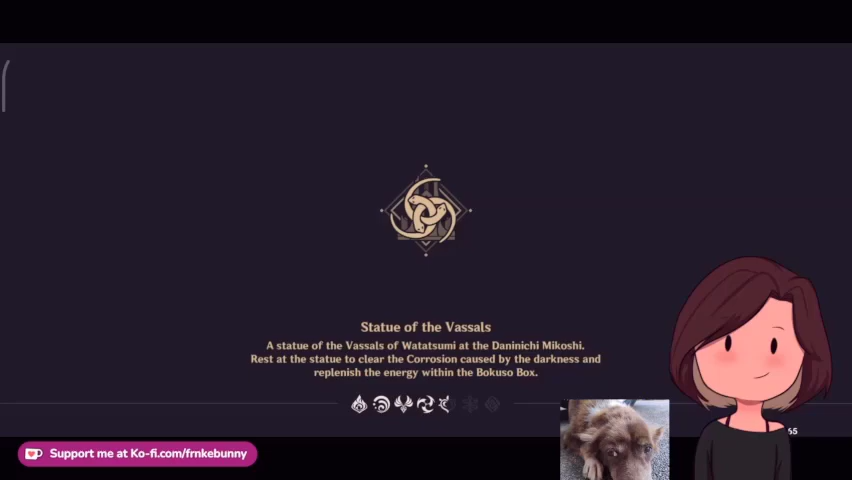 Statue of the Vassals
A statue of the Vassals of Watatsumi at the Daninichi Mikoshi.
Rest at the statue to clear the Corrosion caused by the darkness and
replenish the energy within the Bokuso Box.
65
Support me at Ko-fi.com/frnkebunny